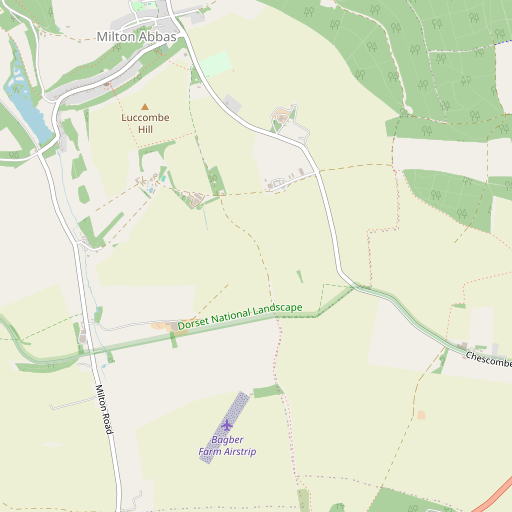 Milton Abbas
Luccombe
Hill
Dorset National Landscape
Chescombe
Milton Road
Bagber
Farm Airstrip